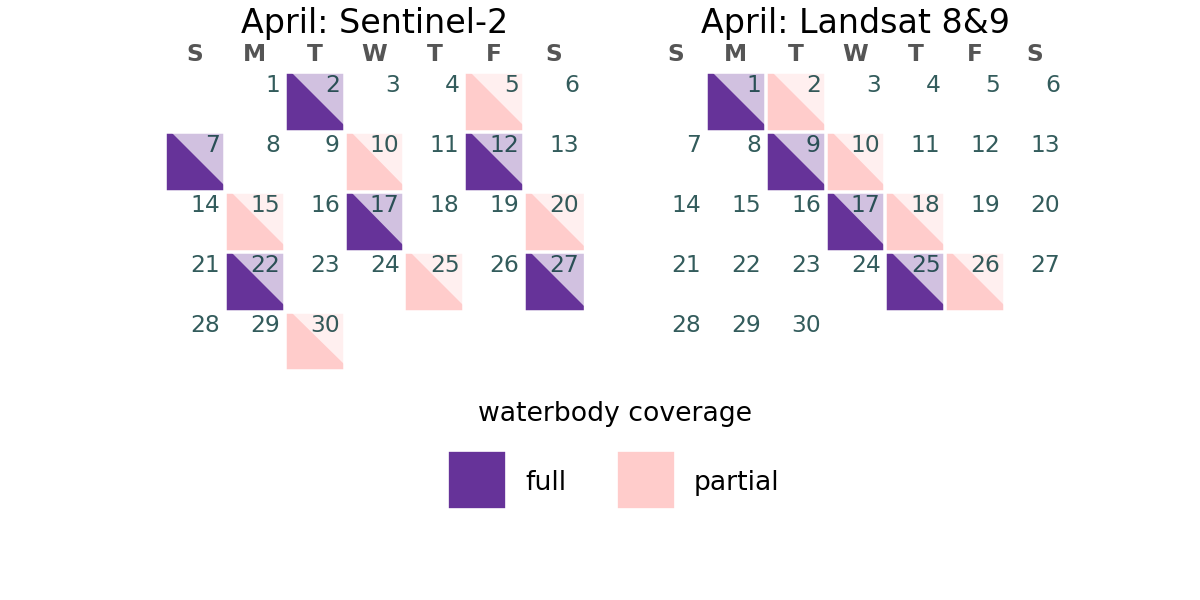 April: Sentinel-2
S M T W T F S
1 2 3 4 5 6
7 8 9 10 11 12 13
14 15 16 17 18 19 20
21 22 23 24 25 26 27
28 29 30
April: Landsat 8&9
S M T W T F S
1 2 3 4 5 6
7 8 9 10 11 12 13
14 15 16 17 18 19 20
21 22 23 24 25 26 27
28 29 30
waterbody coverage
full partial